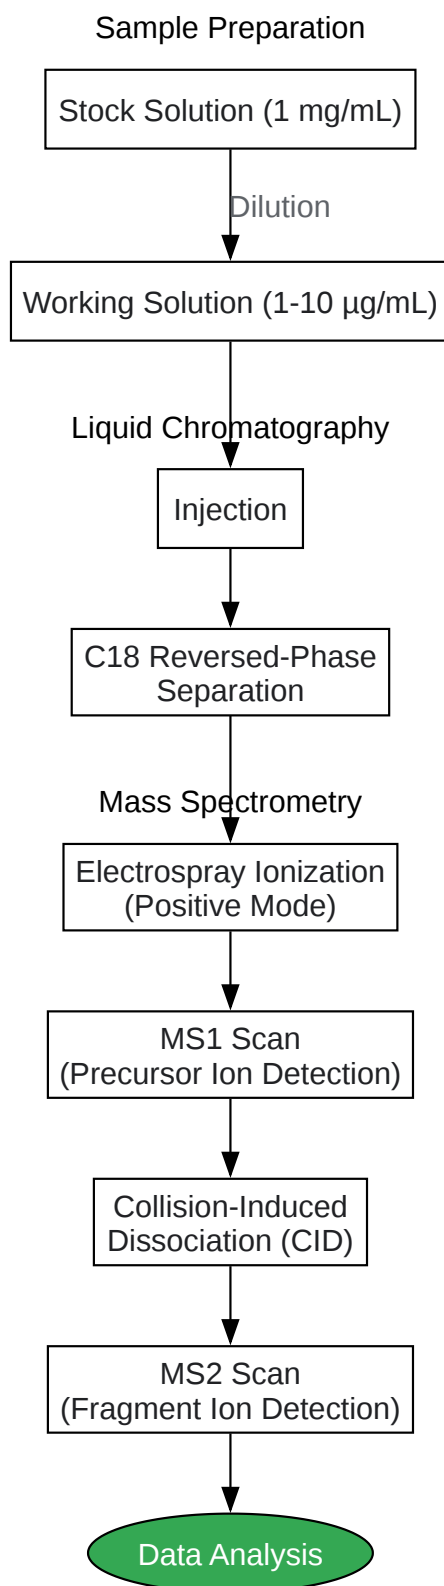 Sample Preparation
Stock Solution (1 mg/mL)
Dilution
Working Solution (1-10 µg/mL)
Liquid Chromatography
Injection
C18 Reversed-Phase
Separation
Mass Spectrometry
Electrospray Ionization
(Positive Mode)
MS1 Scan
(Precursor Ion Detection)
Collision-Induced
Dissociation (CID)
MS2 Scan
(Fragment Ion Detection)
Data Analysis